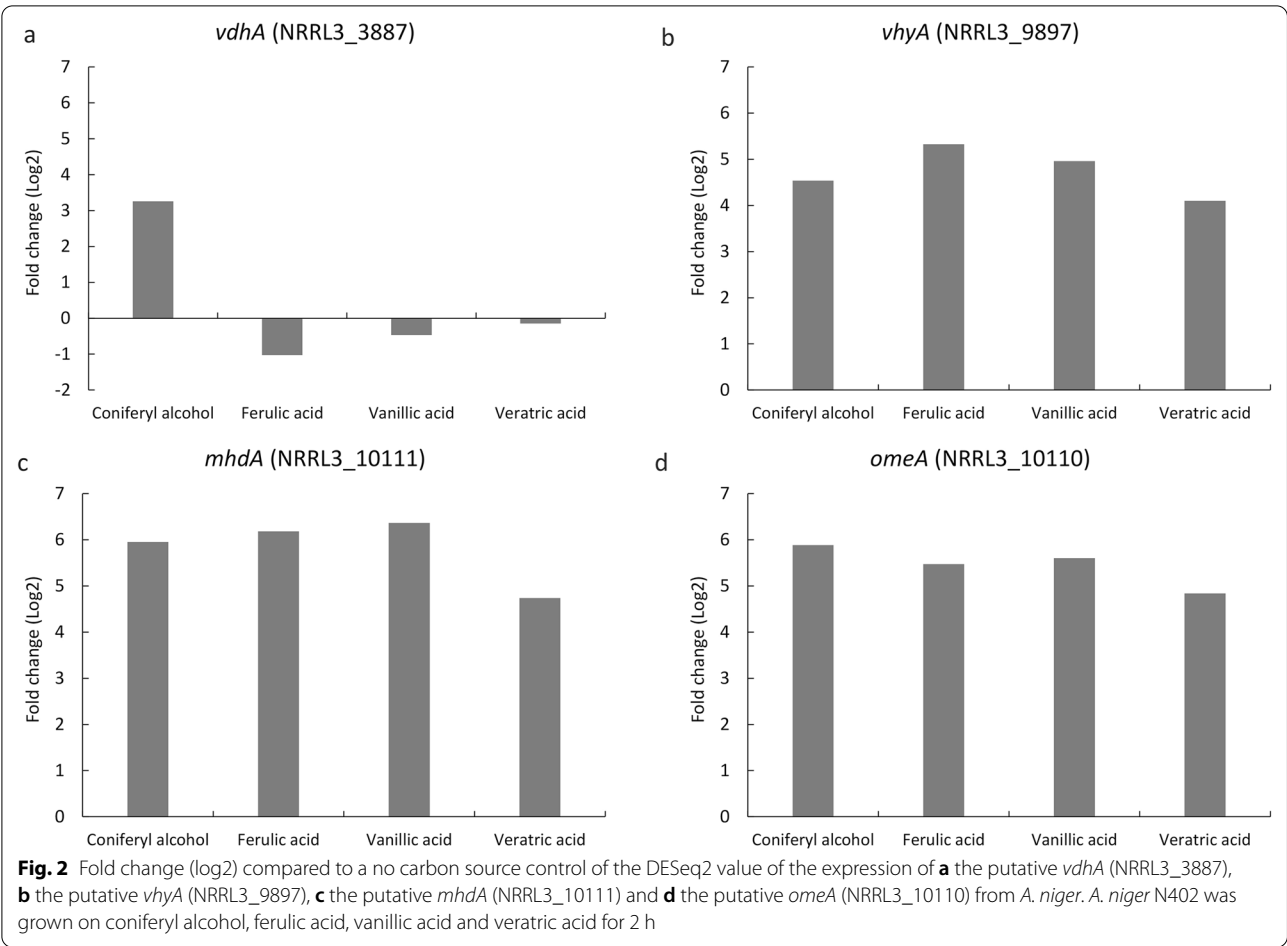 a
vdhA (NRRL3_3887)
7
6
5
4
3
2
1
0
-1
-2
Fold change (Log2)
Coniferyl alcohol Ferulic acid Vanillic acid Veratric acid
b
vhyA (NRRL3_9897)
7
6
5
4
3
2
1
0
Fold change (Log2)
Coniferyl alcohol Ferulic acid Vanillic acid Veratric acid
c
mhdA (NRRL3_10111)
7
6
5
4
3
2
1
0
Fold change (Log2)
Coniferyl alcohol Ferulic acid Vanillic acid Veratric acid
d
omeA (NRRL3_10110)
7
6
5
4
3
2
1
0
Fold change (Log2)
Coniferyl alcohol Ferulic acid Vanillic acid Veratric acid
Fig. 2 Fold change (log2) compared to a no carbon source control of the DESeq2 value of the expression of a the putative vdhA (NRRL3_3887),
b the putative vhyA (NRRL3_9897), c the putative mhdA (NRRL3_10111) and d the putative omeA (NRRL3_10110) from A. niger. A. niger N402 was
grown on coniferyl alcohol, ferulic acid, vanillic acid and veratric acid for 2 h